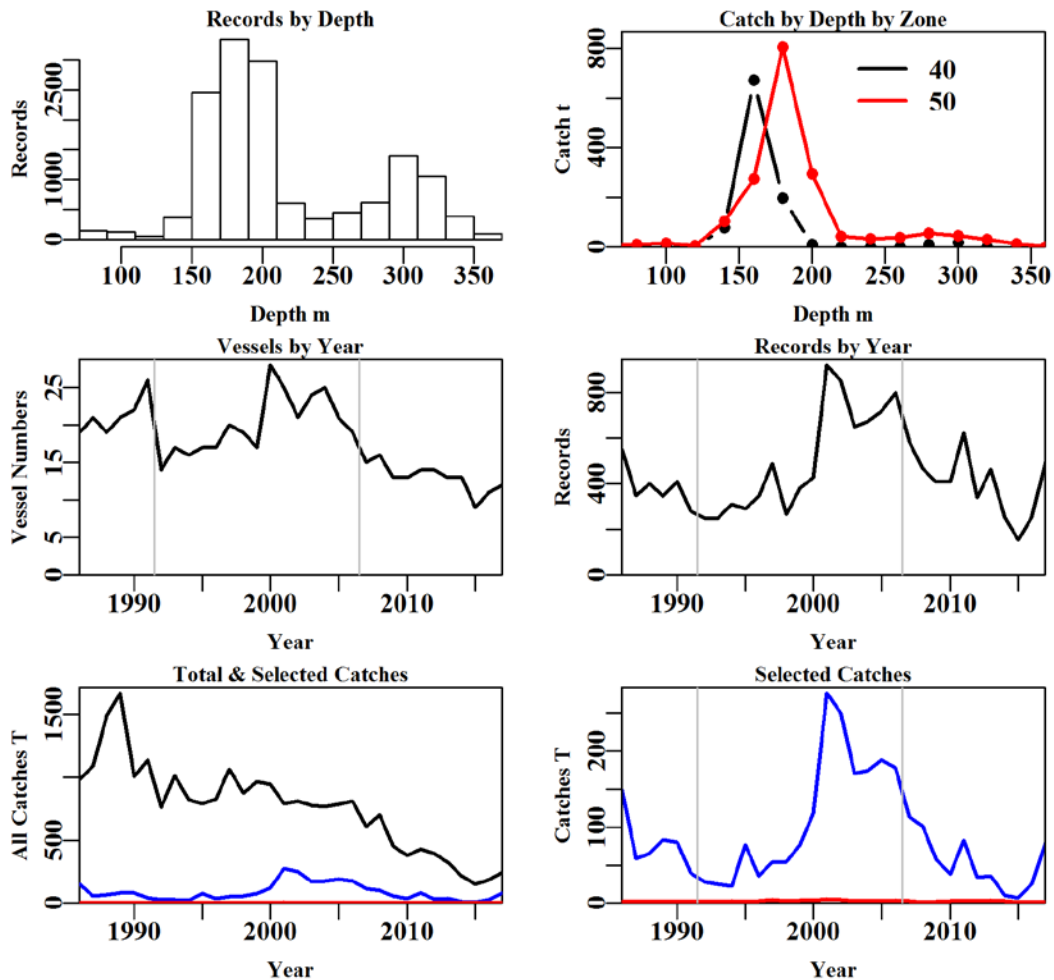 Records by Depth
Records
0
1000
2500
100
150
200
250
300
350
Depth m
Catch by Depth by Zone
Catch t
0
400
800
40
50
100
150
200
250
300
350
Depth m
Vessels by Year
Vessel Numbers
5
15
25
1990
2000
2010
Year
Records by Year
Records
0
400
800
1990
2000
2010
Year
Total & Selected Catches
All Catches T
0
500
1500
1990
2000
2010
Year
Selected Catches
Catches T
0
100
200
1990
2000
2010
Year